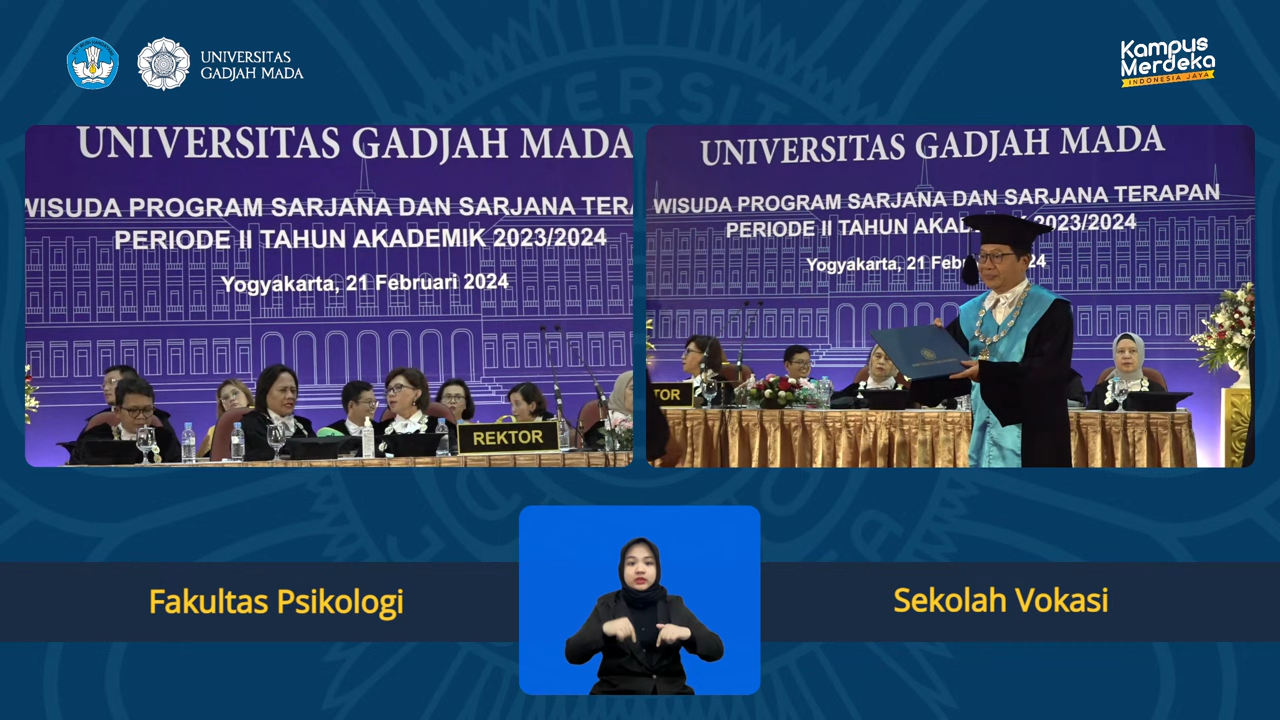 UNIVERSITAS
GADJAH MADA
Kampus
Merdeka
INDONESIA JAYA
UNIVERSITAS GADJAH MADA
WISUDA PROGRAM SARJANA DAN SARJANA TERA
PERIODE II TAHUN AKADEMIK 2023/2024
Yogyakarta, 21 Februari 2024
REKTOR
UNIVERSITAS GADJAH MADA
WISUDA PROGRAM SARJANA DAN SARJANA TERAPAN
PERIODE II TAHUN AKAD K 2023/2024
Yogyakarta, 21 Febru 24
TOR
Fakultas Psikologi
Sekolah Vokasi